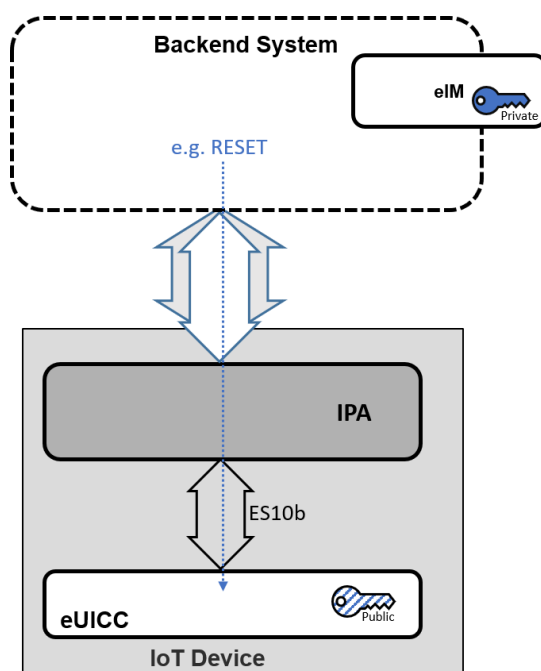 Backend System
eIM
Private
e.g. RESET
IPA
ES10b
eUICC
Public
IoT Device